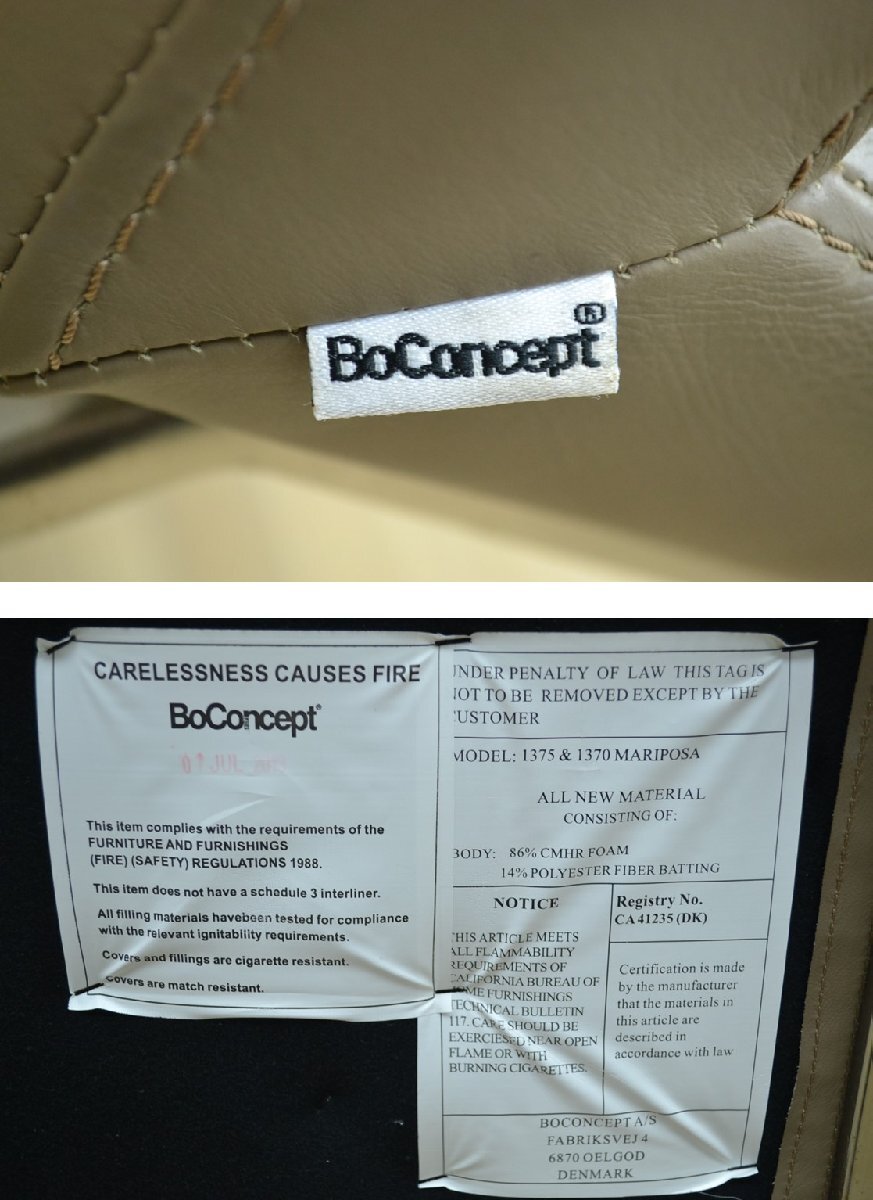 BoConcept®
CARELESSNESS CAUSES FIRE
BoConcept®
JUL
This item complies with the requirements of the
FURNITURE AND FURNISHINGS
(FIRE) (SAFETY) REGULATIONS 1988.
This item does not have a schedule 3 interliner.
All filling materials havebeen tested for compliance
with the relevant ignitability requirements.
Covers and fillings are cigarette resistant.
Covers are match resistant.
NDER PENALTY OF LAW THIS TAG IS
NOT TO BE REMOVED EXCEPT BY THE
CUSTOMER
MODEL: 1375 & 1370 MARIPOSA
ALL NEW MATERIAL
CONSISTING OF:
BODY: 86% CMHR FOAM
14% POLYESTER FIBER BATTING
NOTICE
THIS ARTICLE MEETS
ALL FLAMMABILITY
REQUIREMENTS OF
CALIFORNIA BUREAU OF
HOME FURNISHINGS
TECHNICAL BULLETIN
117. CARE SHOULD BE
EXERCIESED NEAR OPEN
FLAME OR WITH
BURNING CIGARETTES.
Registry No.
CA 41235 (DK)
Certification is made
by the manufacturer
that the materials in
this article are
described in
accordance with law
BOCONCEPT A/S
FABRIKSVEJ 4
6870 OELGOD
DENMARK